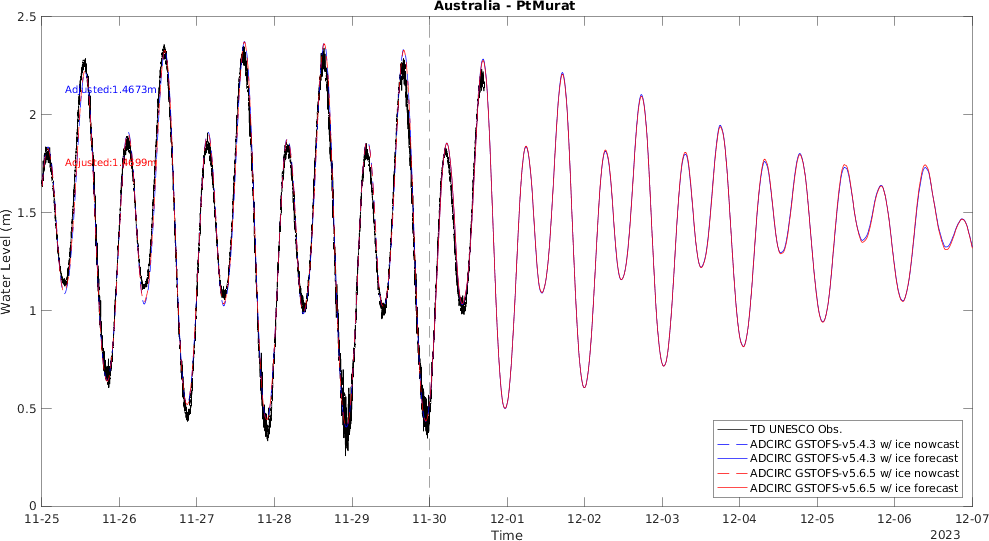 Australia - PtMurat
2.5
2
1.5
1
0.5
0
Water Level (m)
Adjusted:1.4673m
Adjusted:1.4699m
TD UNESCO Obs.
ADCIRC GSTOFS-v5.4.3 w/ ice nowcast
ADCIRC GSTOFS-v5.4.3 w/ ice forecast
ADCIRC GSTOFS-v5.6.5 w/ ice nowcast
ADCIRC GSTOFS-v5.6.5 w/ ice forecast
11-25 11-26 11-27 11-28 11-29 11-30 12-01 12-02 12-03 12-04 12-05 12-06 12-07
Time
2023